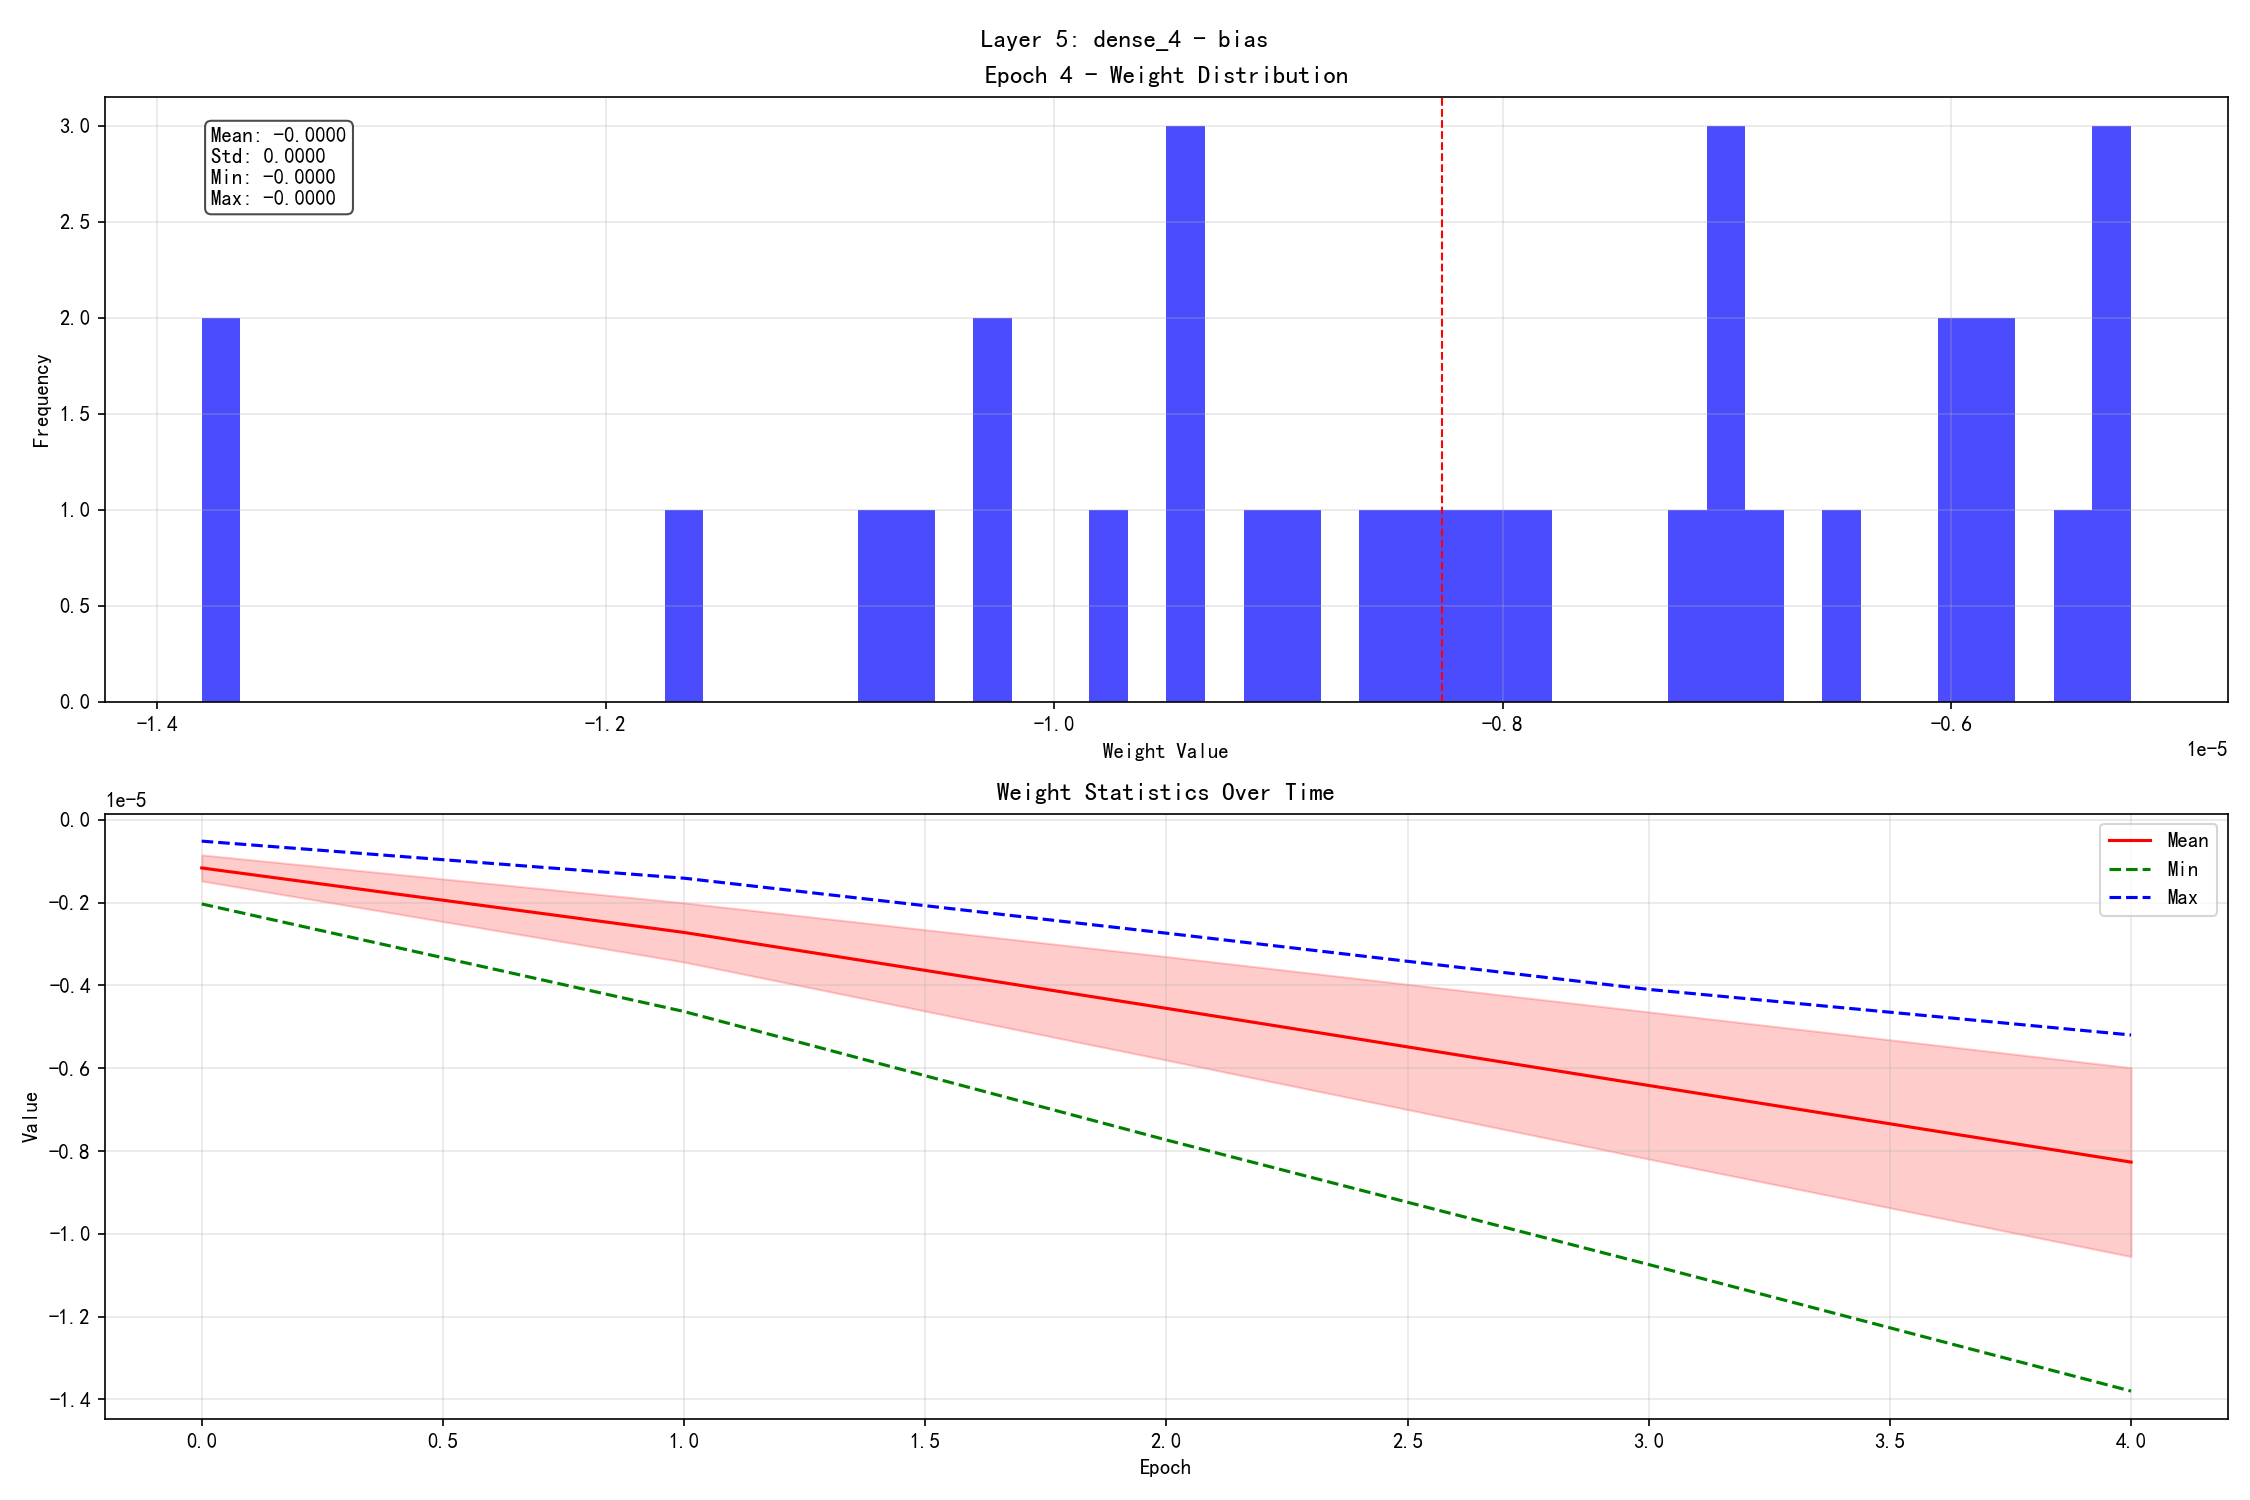 Layer 5: dense_4 - bias
Epoch 4 - Weight Distribution
Mean: -0.0000
Std: 0.0000
Min: -0.0000
Max: -0.0000
3.0
2.5
2.0
1.5
1.0
0.5
0.0
Frequency
-1.4 -1.2 -1.0 -0.8 -0.6
Weight Value
1e-5
Weight Statistics Over Time
1e-5
Mean
Min
Max
0.0
-0.2
-0.4
-0.6
-0.8
-1.0
-1.2
-1.4
Value
0.0 0.5 1.0 1.5 2.0 2.5 3.0 3.5 4.0
Epoch